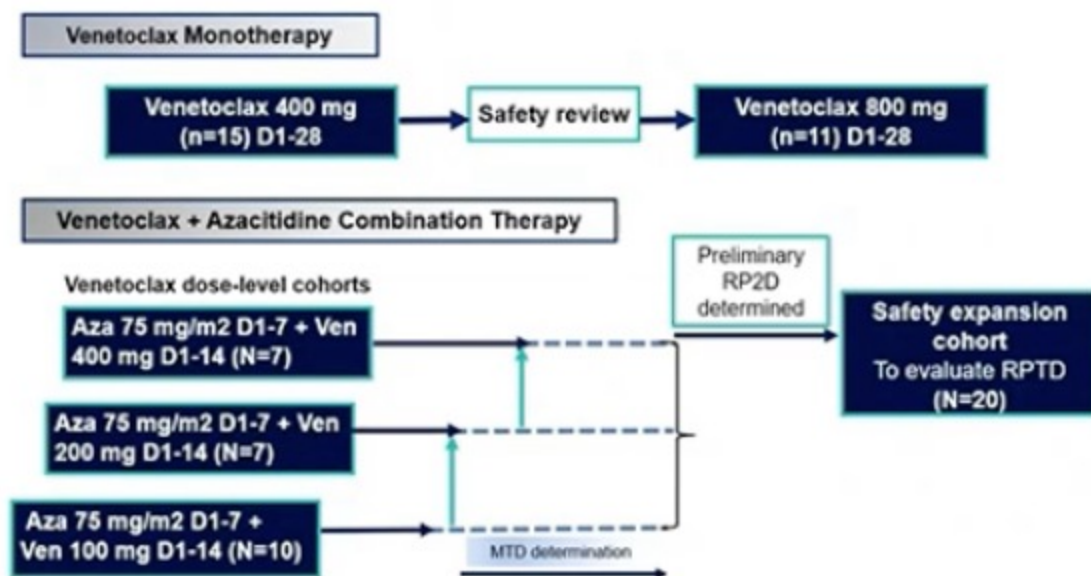 Venetoclax Monotherapy
Venetoclax 400 mg
(n=15) D1-28
Safety review
Venetoclax 800 mg
(n=11) D1-28
Venetoclax + Azacitidine Combination Therapy
Venetoclax dose-level cohorts
Aza 75 mg/m2 D1-7 + Ven
400 mg D1-14 (N=7)
Aza 75 mg/m2 D1-7 + Ven
200 mg D1-14 (N=7)
Aza 75 mg/m2 D1-7 +
Ven 100 mg D1-14 (N=10)
MTD determination
Preliminary
RP2D
determined
Safety expansion
cohort
To evaluate RPTD
(N=20)